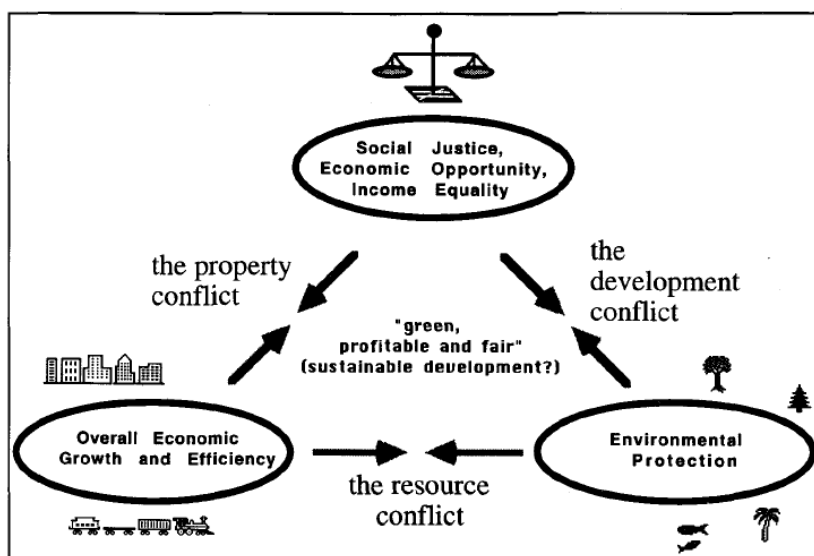 Social Justice,
Economic Opportunity,
Income Equality
the property
conflict
the
development
conflict
"green,
profitable and fair"
(sustainable development?)
Overall Economic
Growth and Efficiency
Environmental
Protection
the resource
conflict